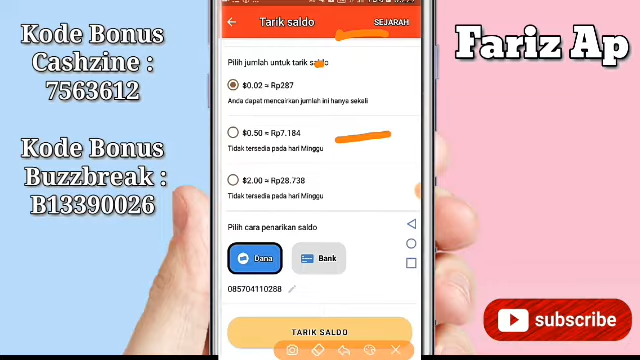 Kode Bonus
Cashzine :
7563612
Kode Bonus
Buzzbreak :
B13390026
Tarik saldo
SEJARAH
Pilih jumlah untuk tarik saldo
$0.02 ≈ Rp287
Anda dapat mencairkan jumlah ini hanya sekali
$0.50 ≈ Rp7.184
Tidak tersedia pada hari Minggu
$2.00 ≈ Rp28.738
Tidak tersedia pada hari Minggu
Pilih cara penarikan saldo
Dana
Bank
085704110288
TARIK SALDO
Fariz Ap
subscribe